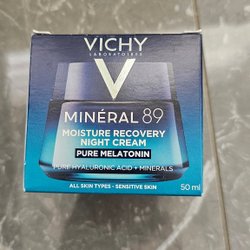 VICHY
LABORATOIRES
MINÉRAL 89
MOISTURE RECOVERY
NIGHT CREAM
PURE MELATONIN
PURE HYALURONIC ACID + MINERALS
ALL SKIN TYPES - SENSITIVE SKIN
50 ml